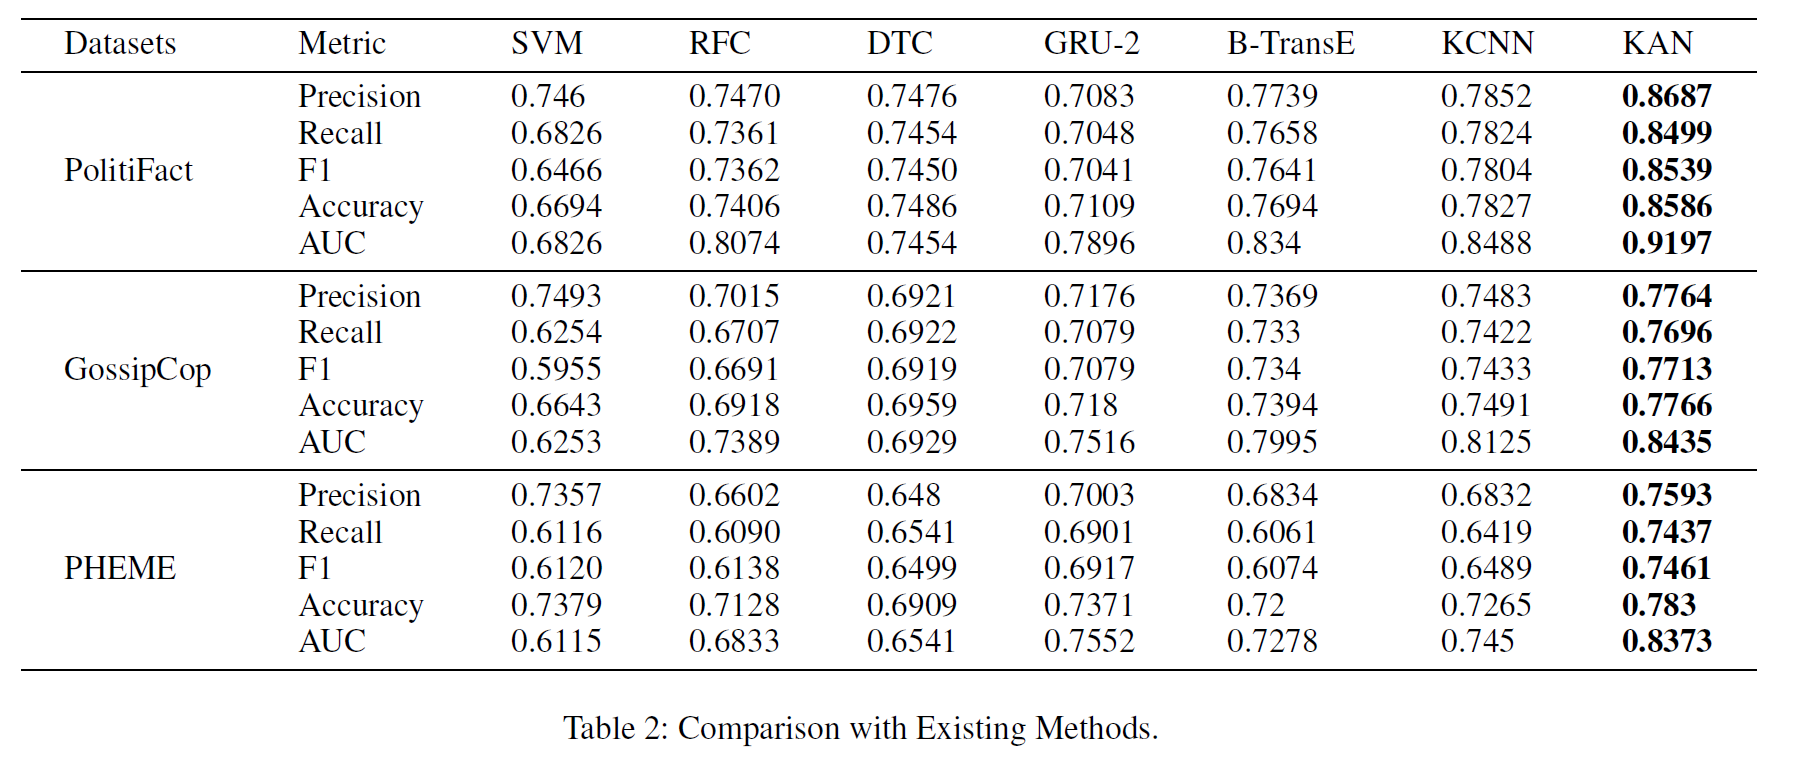 Datasets Metric SVM RFC DTC GRU-2 B-TransE KCNN KAN
Precision 0.746 0.7470 0.7476 0.7083 0.7739 0.7852 0.8687
Recall 0.6826 0.7361 0.7454 0.7048 0.7658 0.7824 0.8499
PolitiFact F1 0.6466 0.7362 0.7450 0.7041 0.7641 0.7804 0.8539
Accuracy 0.6694 0.7406 0.7486 0.7109 0.7694 0.7827 0.8586
AUC 0.6826 0.8074 0.7454 0.7896 0.834 0.8488 0.9197
Precision 0.7493 0.7015 0.6921 0.7176 0.7369 0.7483 0.7764
Recall 0.6254 0.6707 0.6922 0.7079 0.733 0.7422 0.7696
GossipCop F1 0.5955 0.6691 0.6919 0.7079 0.734 0.7433 0.7713
Accuracy 0.6643 0.6918 0.6959 0.718 0.7394 0.7491 0.7766
AUC 0.6253 0.7389 0.6929 0.7516 0.7995 0.8125 0.8435
Precision 0.7357 0.6602 0.648 0.7003 0.6834 0.6832 0.7593
Recall 0.6116 0.6090 0.6541 0.6901 0.6061 0.6419 0.7437
PHEME F1 0.6120 0.6138 0.6499 0.6917 0.6074 0.6489 0.7461
Accuracy 0.7379 0.7128 0.6909 0.7371 0.72 0.7265 0.783
AUC 0.6115 0.6833 0.6541 0.7552 0.7278 0.745 0.8373
Table 2: Comparison with Existing Methods.